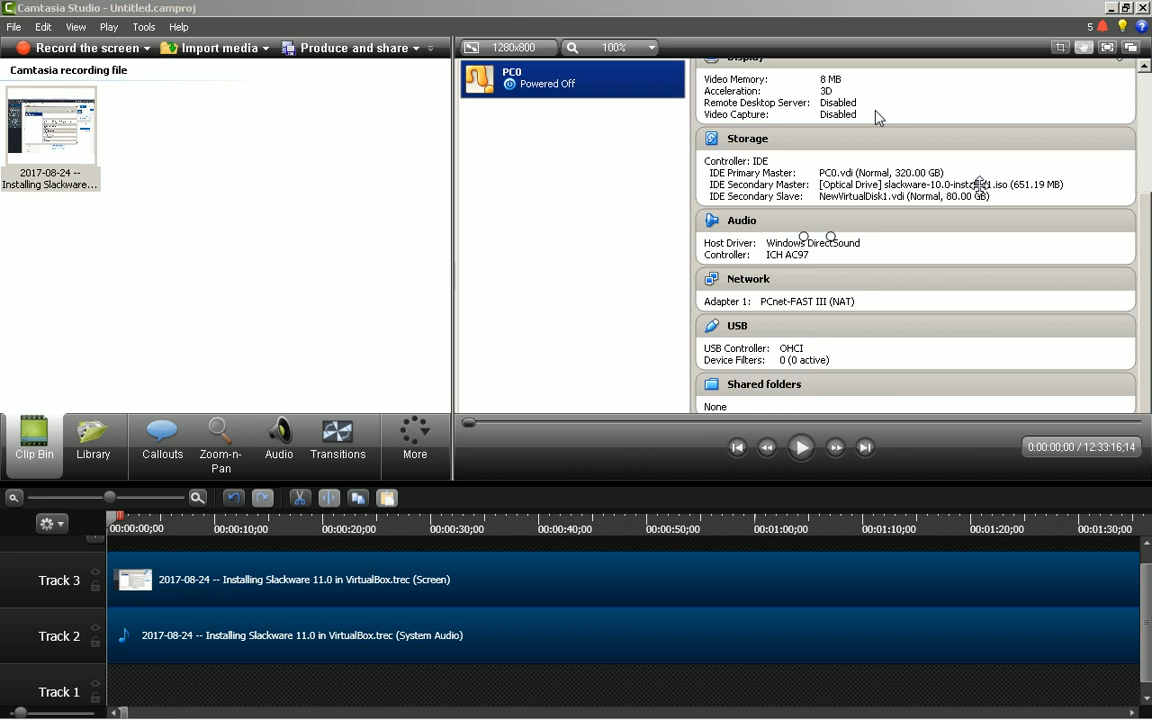 Camtasia Studio - Untitled.camproj
File Edit View Play Tools Help
5
Record the screen Import media Produce and share
1280x800 100%
Camtasia recording file
2017-08-24 --
Installing Slackware...
PC0
Powered Off
Display
Video Memory: 8 MB
Acceleration: 3D
Remote Desktop Server: Disabled
Video Capture: Disabled
Storage
Controller: IDE
IDE Primary Master: PC0.vdi (Normal, 320.00 GB)
IDE Secondary Master: [Optical Drive] slackware-10.0-install-d1.iso (651.19 MB)
IDE Secondary Slave: NewVirtualDisk1.vdi (Normal, 80.00 GB)
Audio
Host Driver: Windows DirectSound
Controller: ICH AC97
Network
Adapter 1: PCnet-FAST III (NAT)
USB
USB Controller: OHCI
Device Filters: 0 (0 active)
Shared folders
None
Clip Bin Library Callouts Zoom-n-Pan Audio Transitions More
0:00:00;00 / 12:33:16;14
00:00:00;00 00:00:10;00 00:00:20;00 00:00:30;00 00:00:40;00 00:00:50;00 00:01:00;00 00:01:10;00 00:01:20;00 00:01:30;00
Track 3 2017-08-24 -- Installing Slackware 11.0 in VirtualBox.trec (Screen)
Track 2 2017-08-24 -- Installing Slackware 11.0 in VirtualBox.trec (System Audio)
Track 1